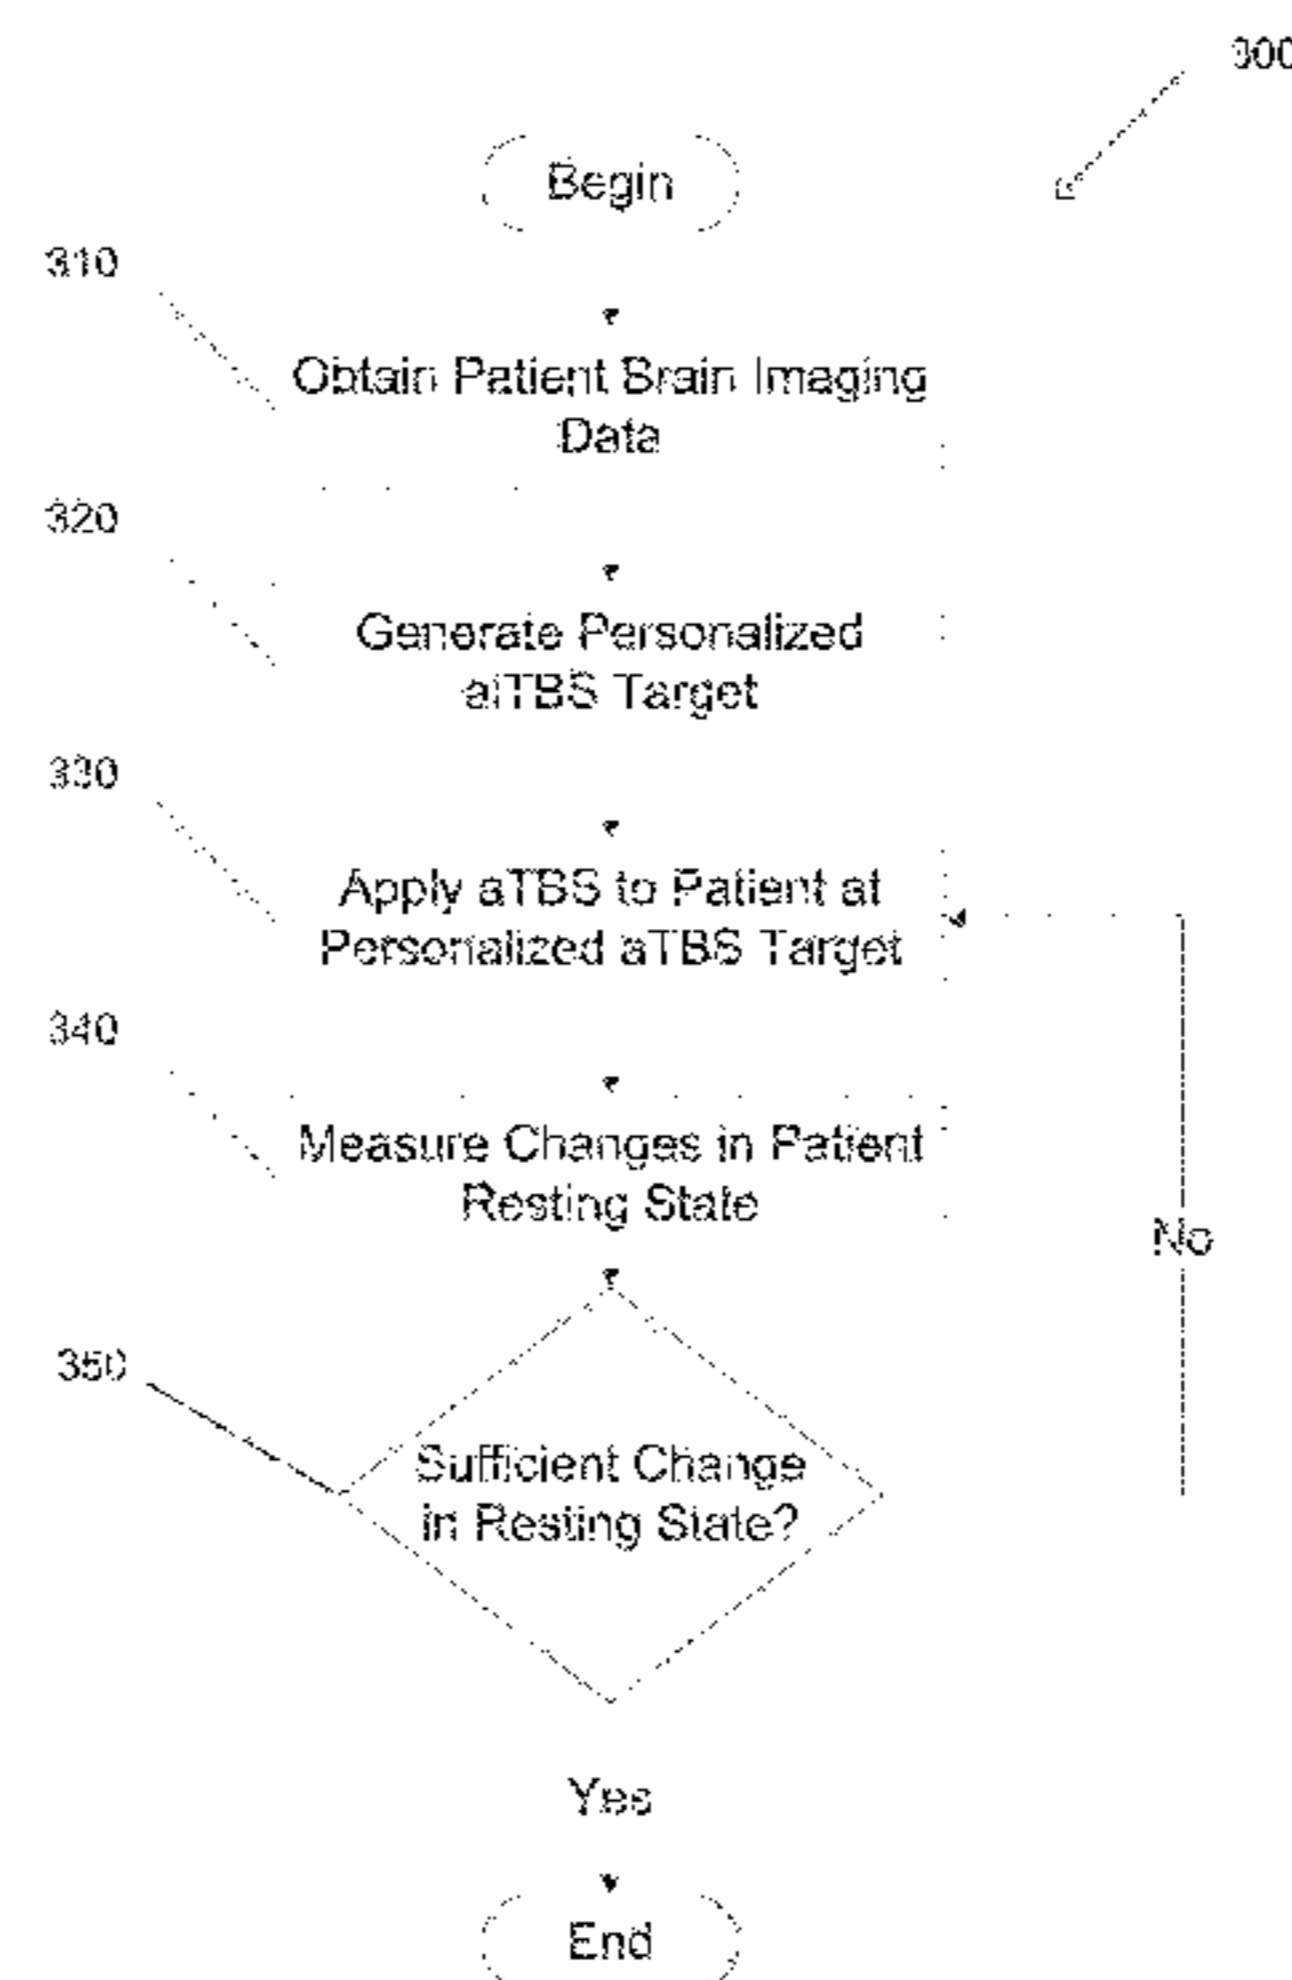 300
Begin
310
Obtain Patient Brain Imaging
Data
320
Generate Personalized
aiTBS Target
330
Apply aTBS to Patient at
Personalized aTBS Target
340
Measure Changes in Patient
Resting State
No
350
Sufficient Change
in Resting State?
Yes
End